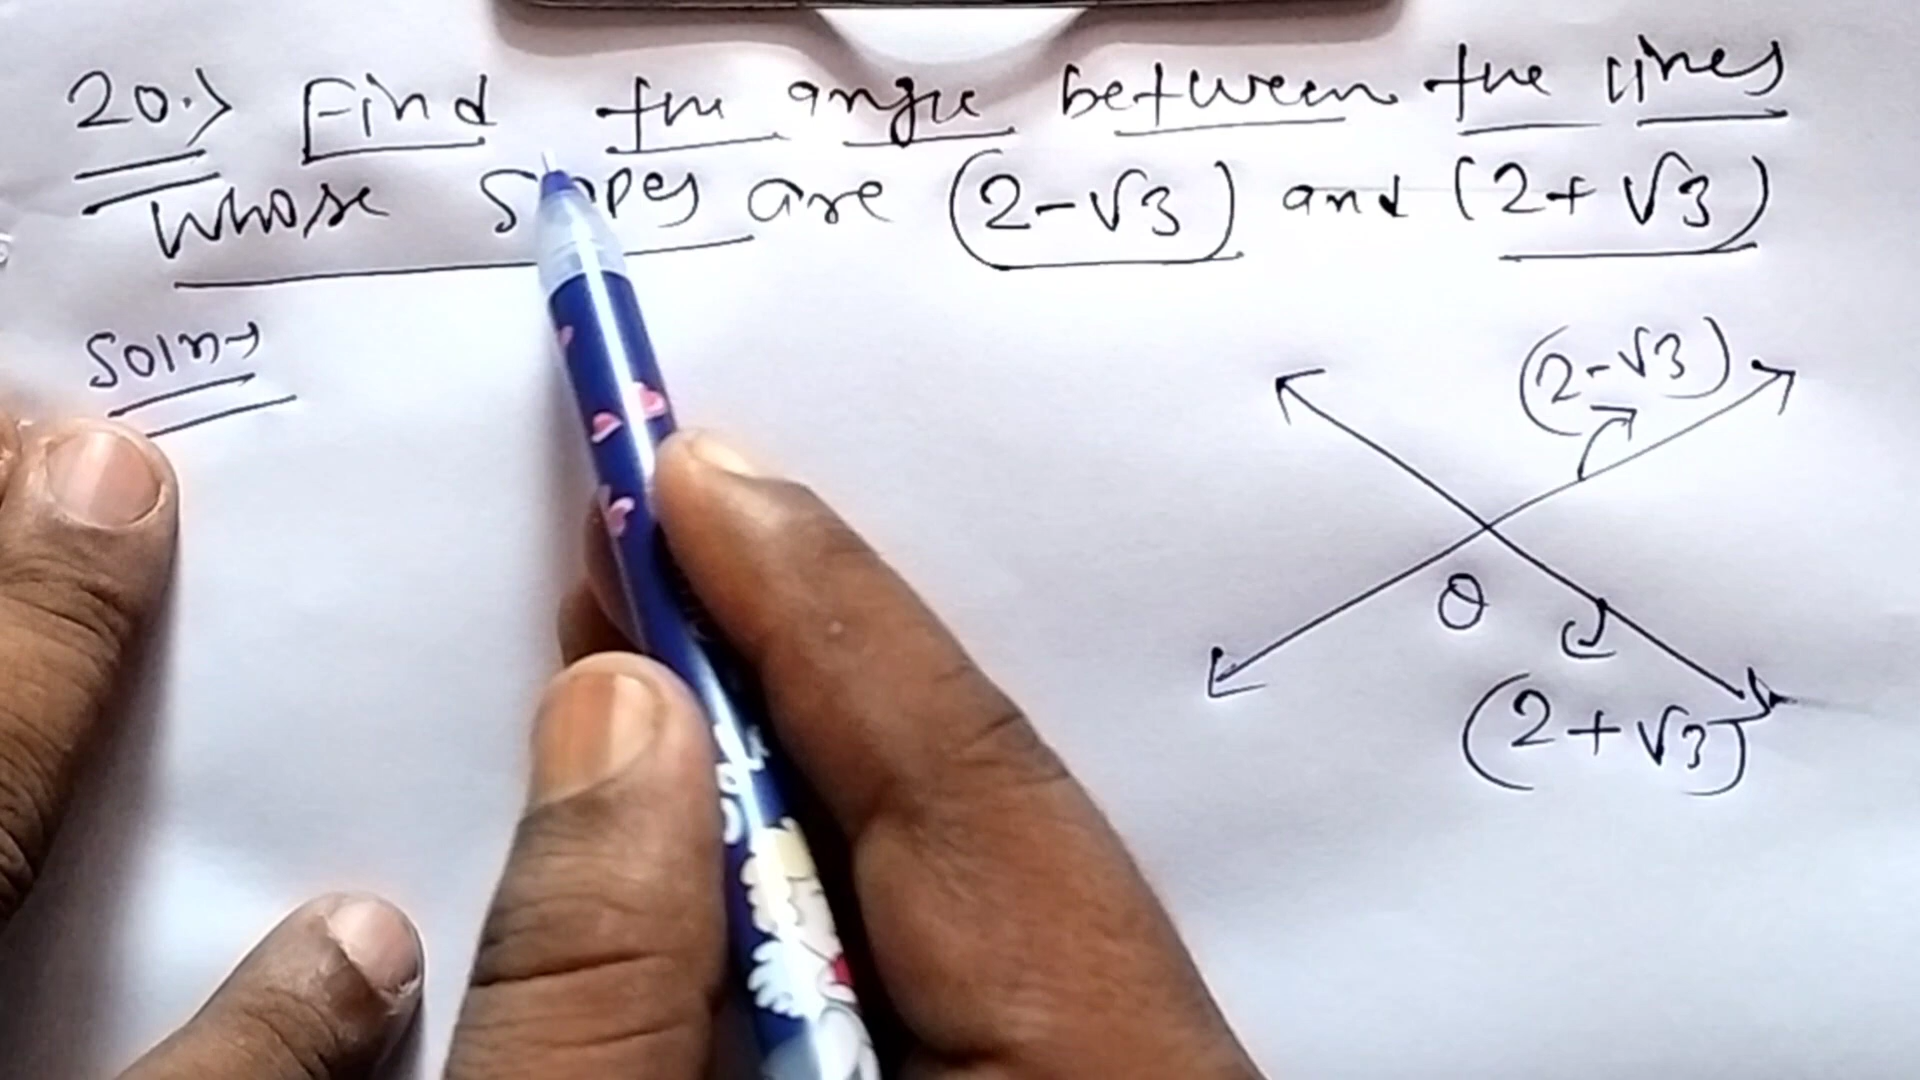 20.) Find the angle between the lines
whose slopes are (2-√3) and (2+√3)
Soln→
(2-√3)
θ
(2+√3)